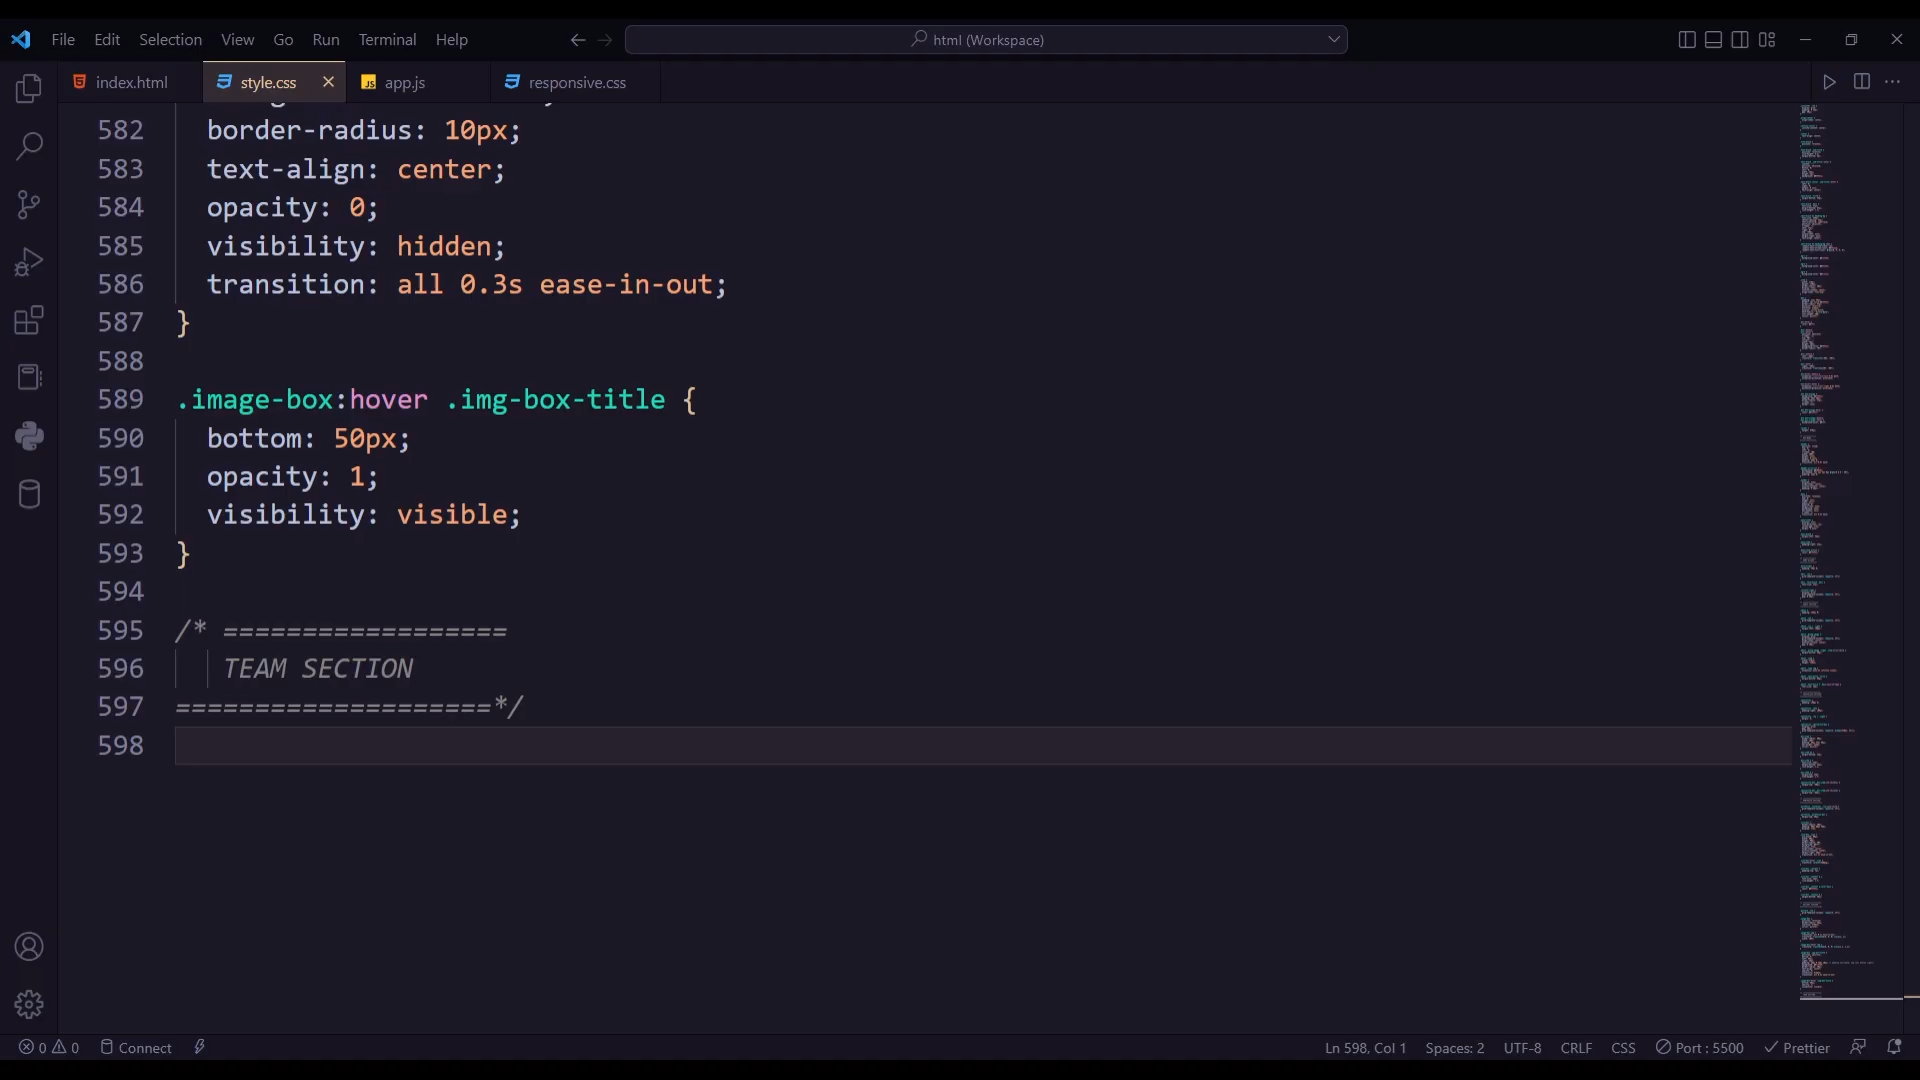 File Edit Selection View Go Run Terminal Help
html (Workspace)
index.html style.css app.js responsive.css
582 border-radius: 10px;
583 text-align: center;
584 opacity: 0;
585 visibility: hidden;
586 transition: all 0.3s ease-in-out;
587 }
588
589 .image-box:hover .img-box-title {
590 bottom: 50px;
591 opacity: 1;
592 visibility: visible;
593 }
594
595 /* ==================
596 TEAM SECTION
597 ====================*/
598
0 0 Connect Ln 598, Col 1 Spaces: 2 UTF-8 CRLF CSS Port : 5500 Prettier